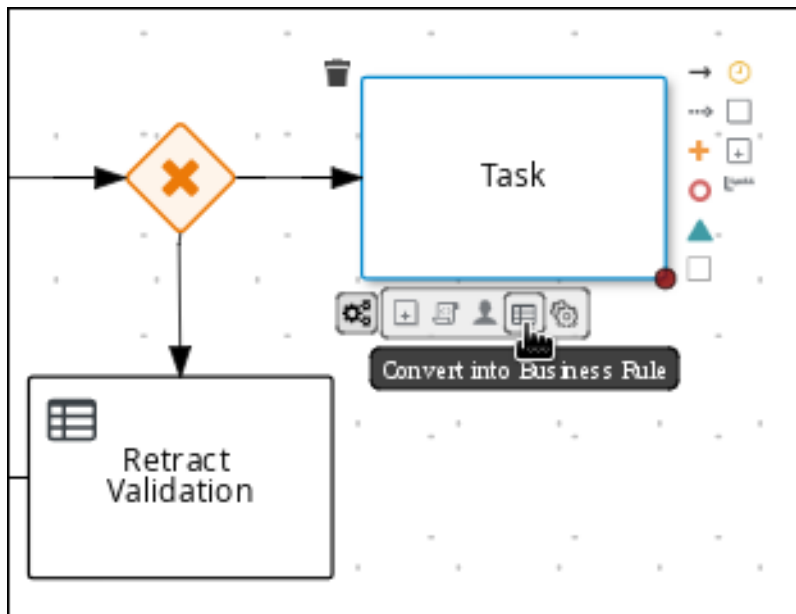 Task
Convert into Business Rule
Retract
Validation